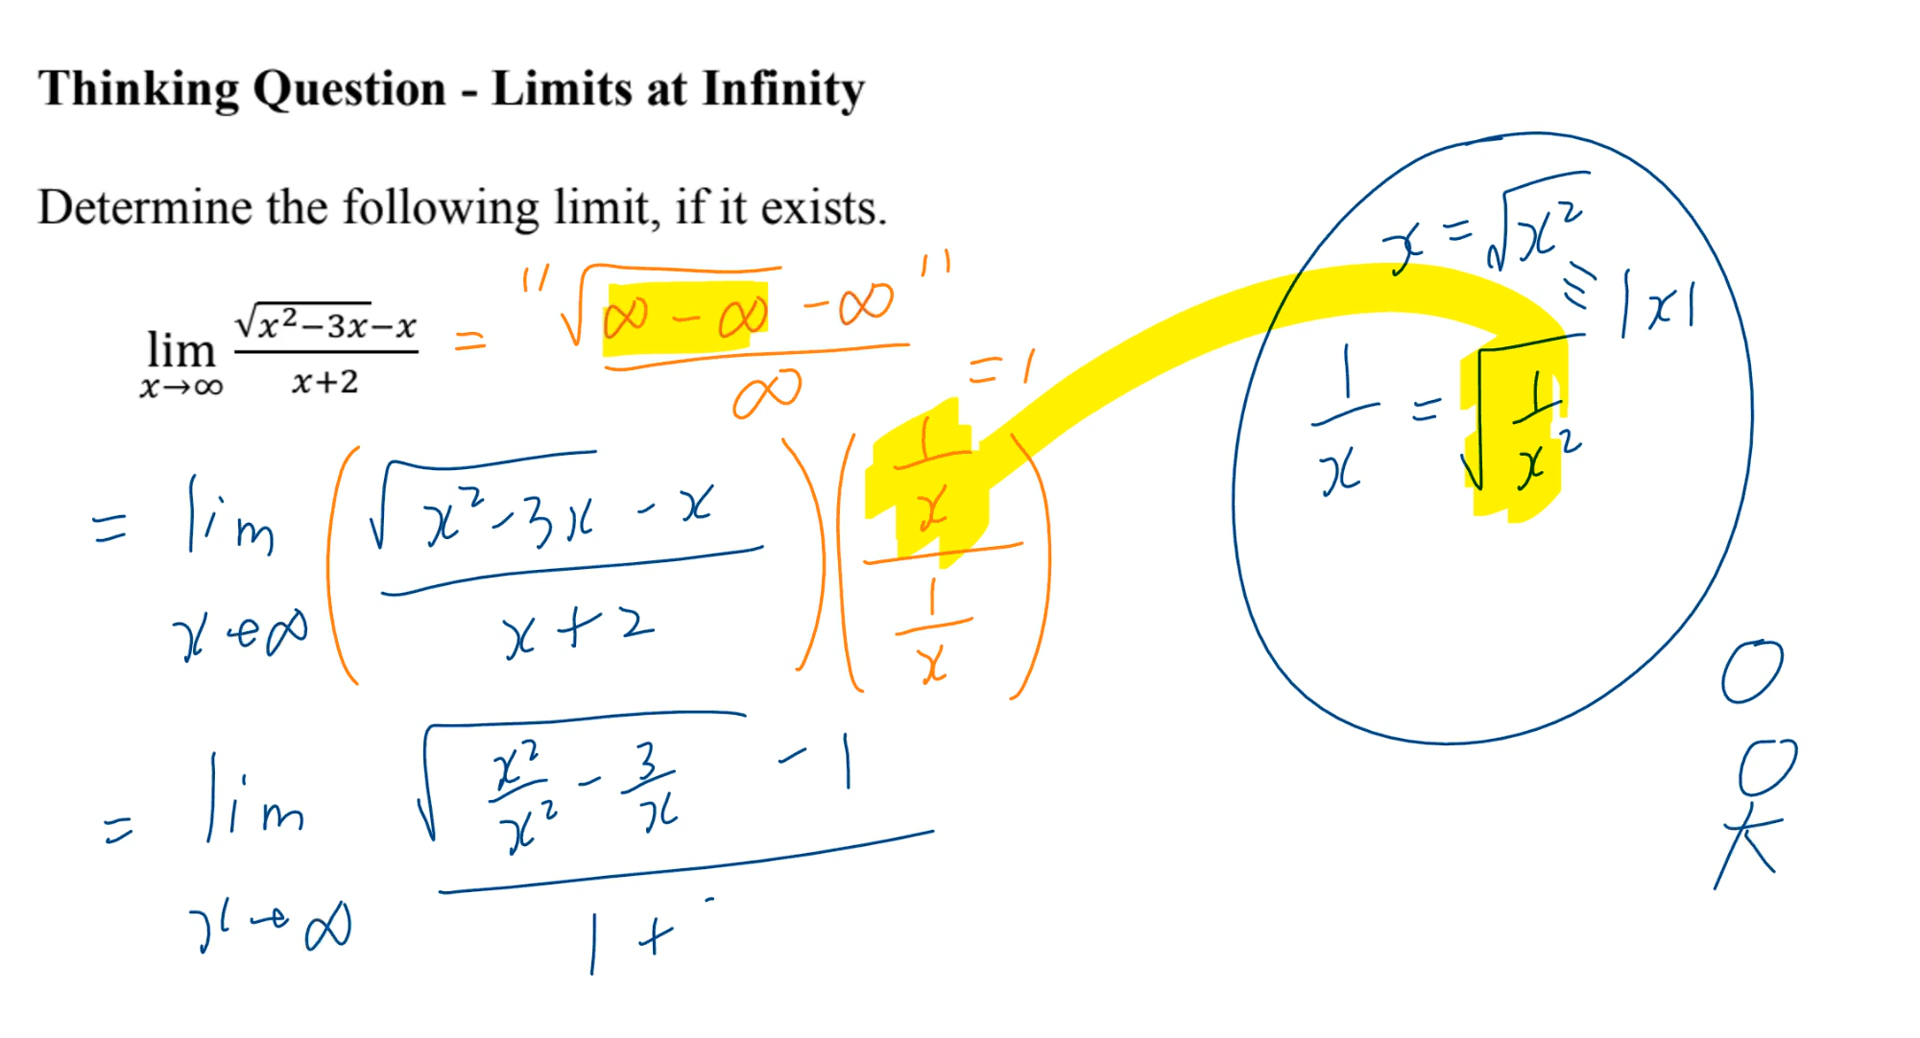 Thinking Question - Limits at Infinity
Determine the following limit, if it exists.
lim x→∞ (√(x²−3x)−x)/(x+2) = "(√(∞ − ∞) − ∞)/∞"
= lim x→∞ ((√(x²−3x) − x)/(x+2)) ((1/x)/(1/x)) = 1
= lim x→∞ (√(x²/x² − 3/x) − 1)/(1 +
x = √x² ≡ |x|
1/x = √(1/x²)